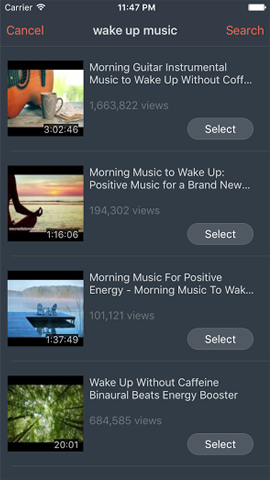 Carrier 11:47 PM
Cancel wake up music Search
Morning Guitar Instrumental
Music to Wake Up Without Coff...
1,663,822 views
3:02:46
Select
Morning Music to Wake Up:
Positive Music for a Brand New...
194,302 views
1:16:06
Select
Morning Music For Positive
Energy - Morning Music To Wak...
101,121 views
1:37:49
Select
Wake Up Without Caffeine
Binaural Beats Energy Booster
684,585 views
20:01
Select